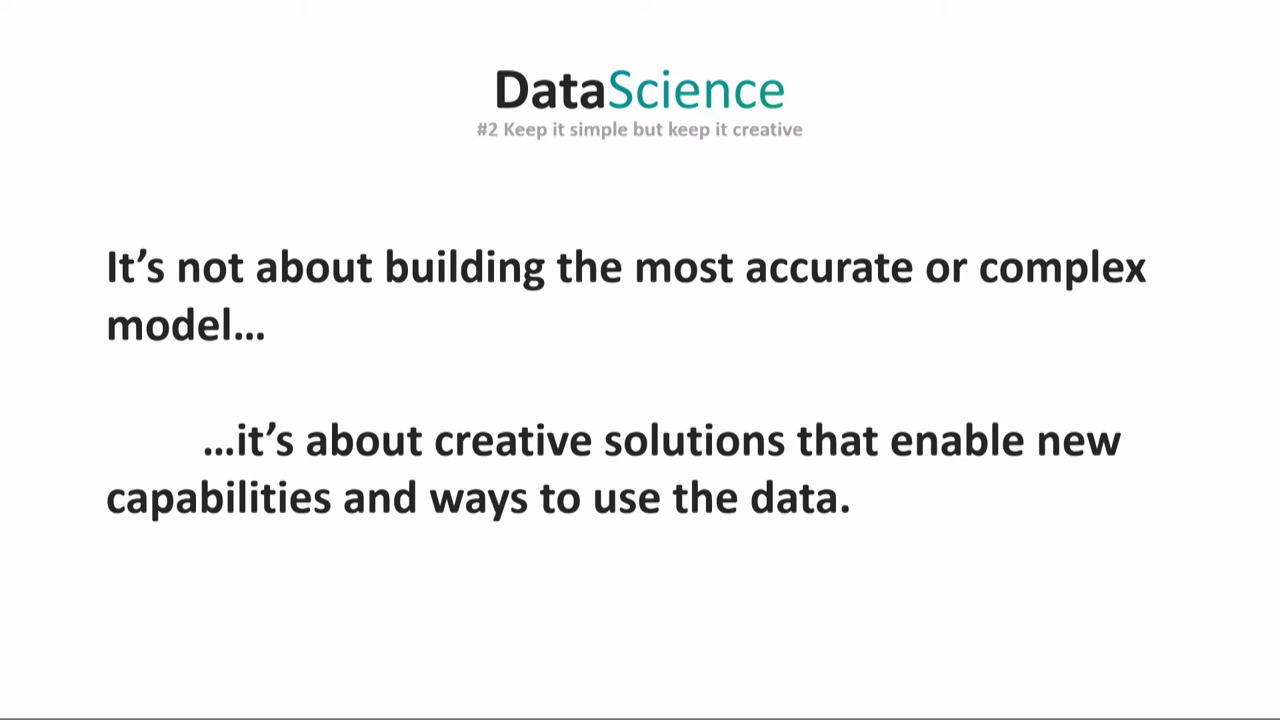 DataScience
#2 Keep it simple but keep it creative
It’s not about building the most accurate or complex
model…
…it’s about creative solutions that enable new
capabilities and ways to use the data.